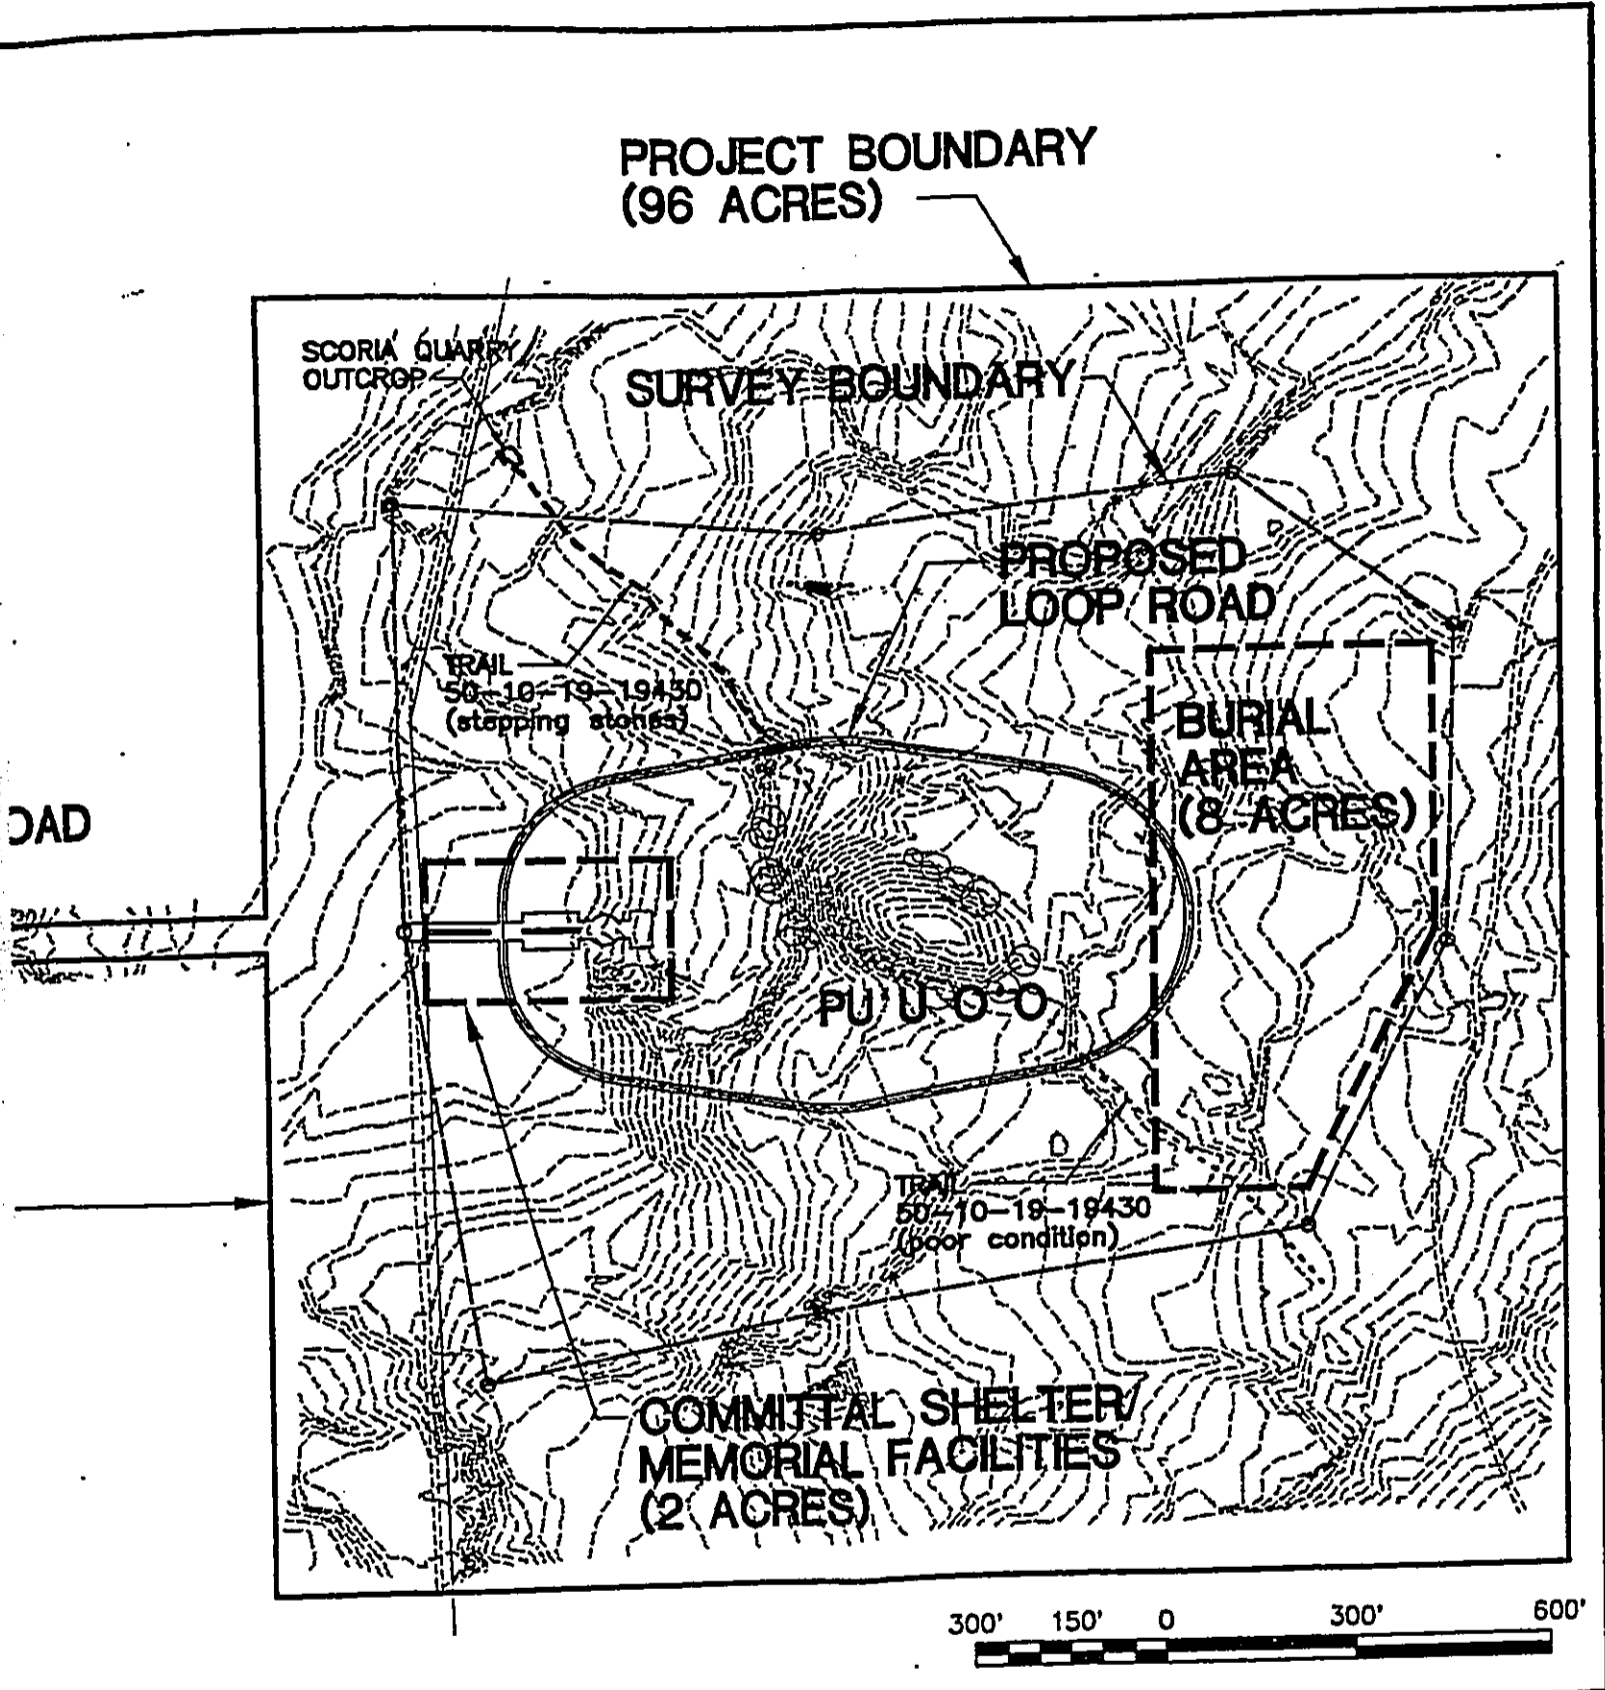 PROJECT BOUNDARY
(96 ACRES)
SCORIA QUARRY
OUTCROP
SURVEY BOUNDARY
PROPOSED
LOOP ROAD
TRAIL
50-10-19-19430
(stepping stones)
BURIAL
AREA
(8 ACRES)
OAD
PU U O O
TRAIL
50-10-19-19430
(poor condition)
COMMITTAL SHELTER/
MEMORIAL FACILITIES
(2 ACRES)
300' 150' 0 300' 600'